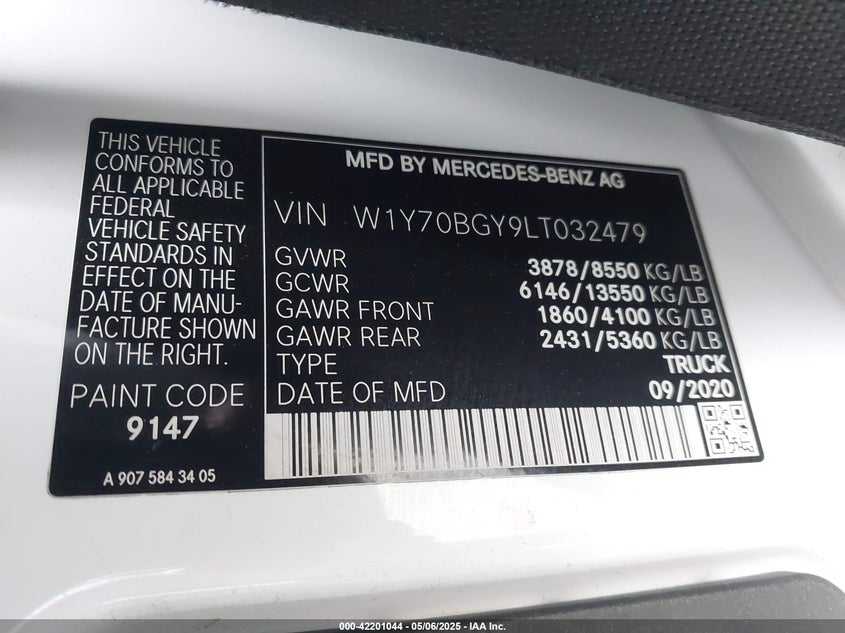 THIS VEHICLE
CONFORMS TO
ALL APPLICABLE
FEDERAL
VEHICLE SAFETY
STANDARDS IN
EFFECT ON THE
DATE OF MANU-
FACTURE SHOWN
ON THE RIGHT.
PAINT CODE
9147
A 907 584 34 05
MFD BY MERCEDES-BENZ AG
VIN W1Y70BGY9LT032479
GVWR 3878/8550 KG/LB
GCWR 6146/13550 KG/LB
GAWR FRONT 1860/4100 KG/LB
GAWR REAR 2431/5360 KG/LB
TYPE TRUCK
DATE OF MFD 09/2020
000-42201044 - 05/06/2025 - IAA Inc.